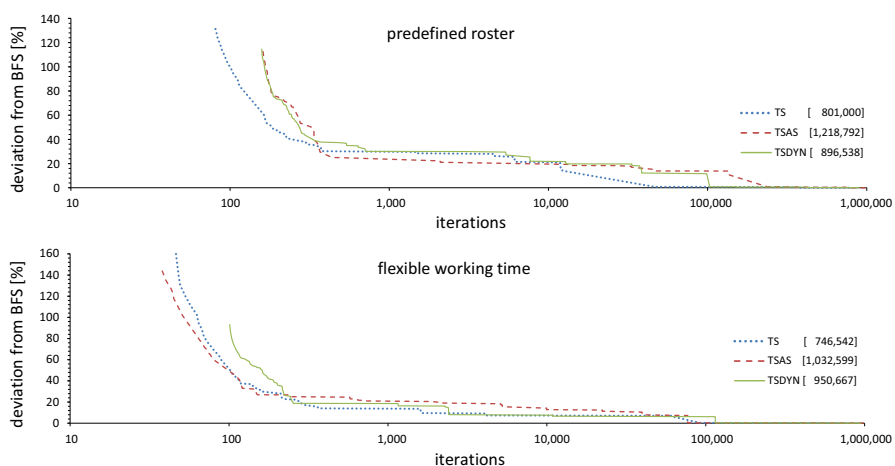 predefined roster
deviation from BFS [%]
140
120
100
80
60
40
20
0
TS [ 801,000]
TSAS [1,218,792]
TSDYN [ 896,538]
10 100 1,000 10,000 100,000 1,000,000
iterations
flexible working time
deviation from BFS [%]
160
140
120
100
80
60
40
20
0
TS [ 746,542]
TSAS [1,032,599]
TSDYN [ 950,667]
10 100 1,000 10,000 100,000 1,000,000
iterations